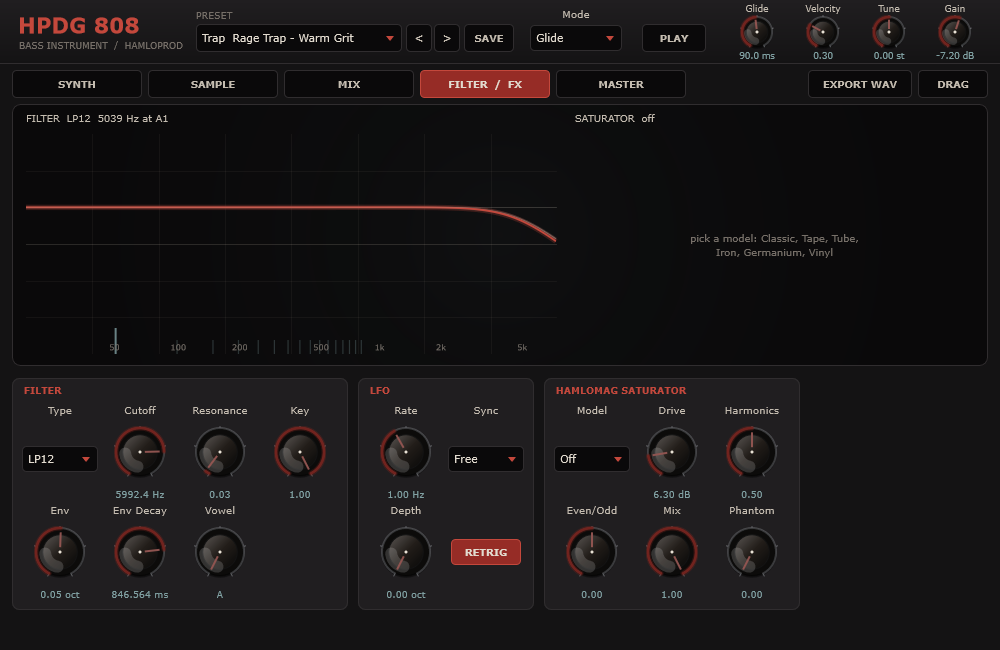 HPDG 808
BASS INSTRUMENT / HAMLOPROD
PRESET
Trap Rage Trap - Warm Grit
<
>
SAVE
Mode
Glide
PLAY
Glide
90.0 ms
Velocity
0.30
Tune
0.00 st
Gain
-7.20 dB
SYNTH
SAMPLE
MIX
FILTER / FX
MASTER
EXPORT WAV
DRAG
FILTER LP12 5039 Hz at A1
SATURATOR off
pick a model: Classic, Tape, Tube,
Iron, Germanium, Vinyl
50 100 200 500 1k 2k 5k
FILTER
Type Cutoff Resonance Key
LP12
5992.4 Hz 0.03 1.00
Env Env Decay Vowel
0.05 oct 846.564 ms A
LFO
Rate Sync
Free
1.00 Hz
Depth
RETRIG
0.00 oct
HAMLOMAG SATURATOR
Model Drive Harmonics
Off
6.30 dB 0.50
Even/Odd Mix Phantom
0.00 1.00 0.00